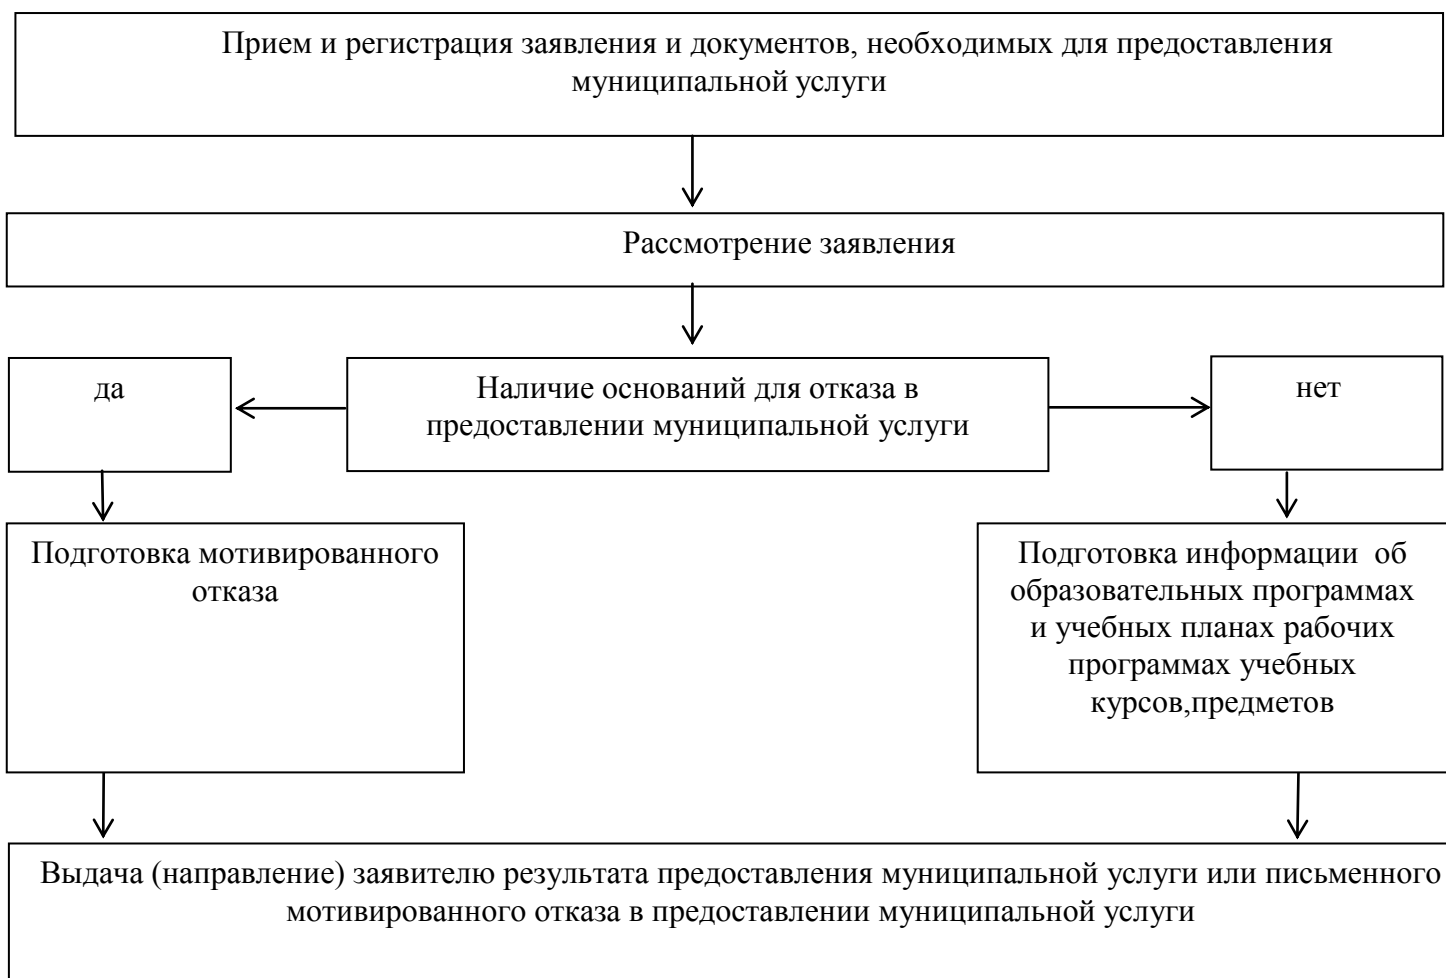 Прием и регистрация заявления и документов, необходимых для предоставления
муниципальной услуги
Рассмотрение заявления
да
Наличие оснований для отказа в
предоставлении муниципальной услуги
нет
Подготовка мотивированного
отказа
Подготовка информации  об
образовательных программах
и учебных планах рабочих
программах учебных
курсов,предметов
Выдача (направление) заявителю результата предоставления муниципальной услуги или письменного
мотивированного отказа в предоставлении муниципальной услуги